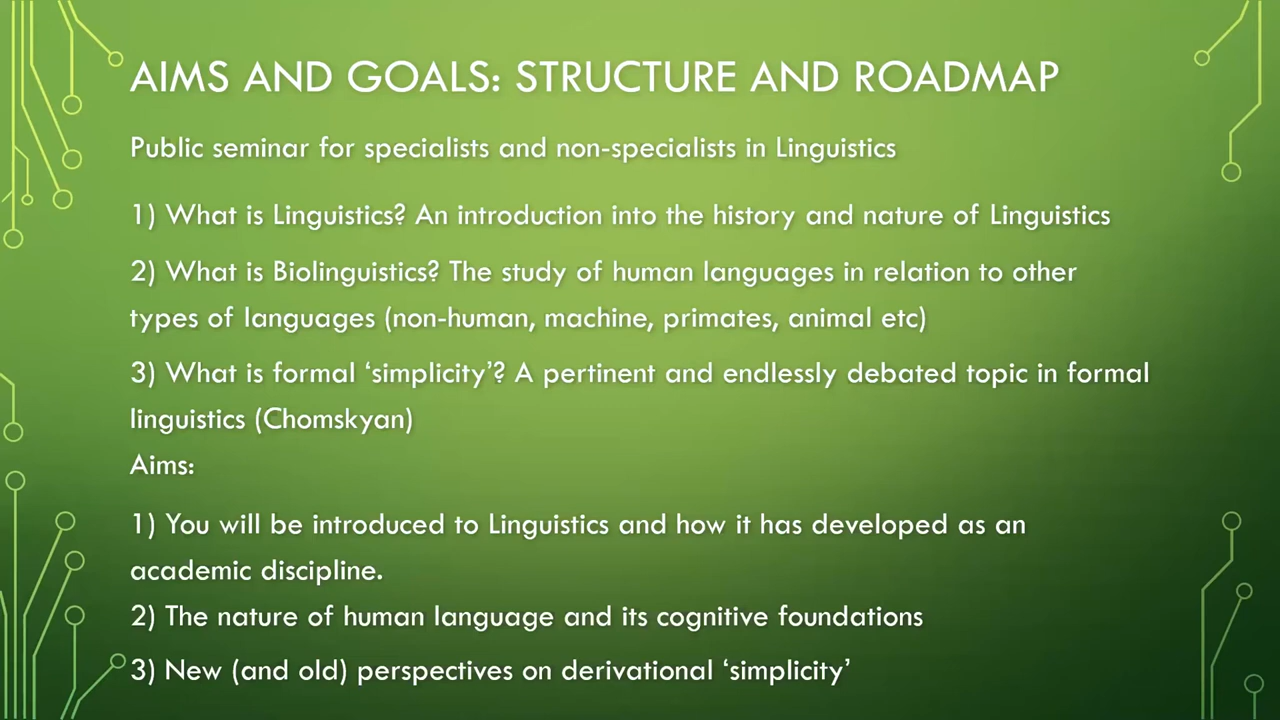 AIMS AND GOALS: STRUCTURE AND ROADMAP
Public seminar for specialists and non-specialists in Linguistics
1) What is Linguistics? An introduction into the history and nature of Linguistics
2) What is Biolinguistics? The study of human languages in relation to other
types of languages (non-human, machine, primates, animal etc)
3) What is formal ‘simplicity’? A pertinent and endlessly debated topic in formal
linguistics (Chomskyan)
Aims:
1) You will be introduced to Linguistics and how it has developed as an
academic discipline.
2) The nature of human language and its cognitive foundations
3) New (and old) perspectives on derivational ‘simplicity’